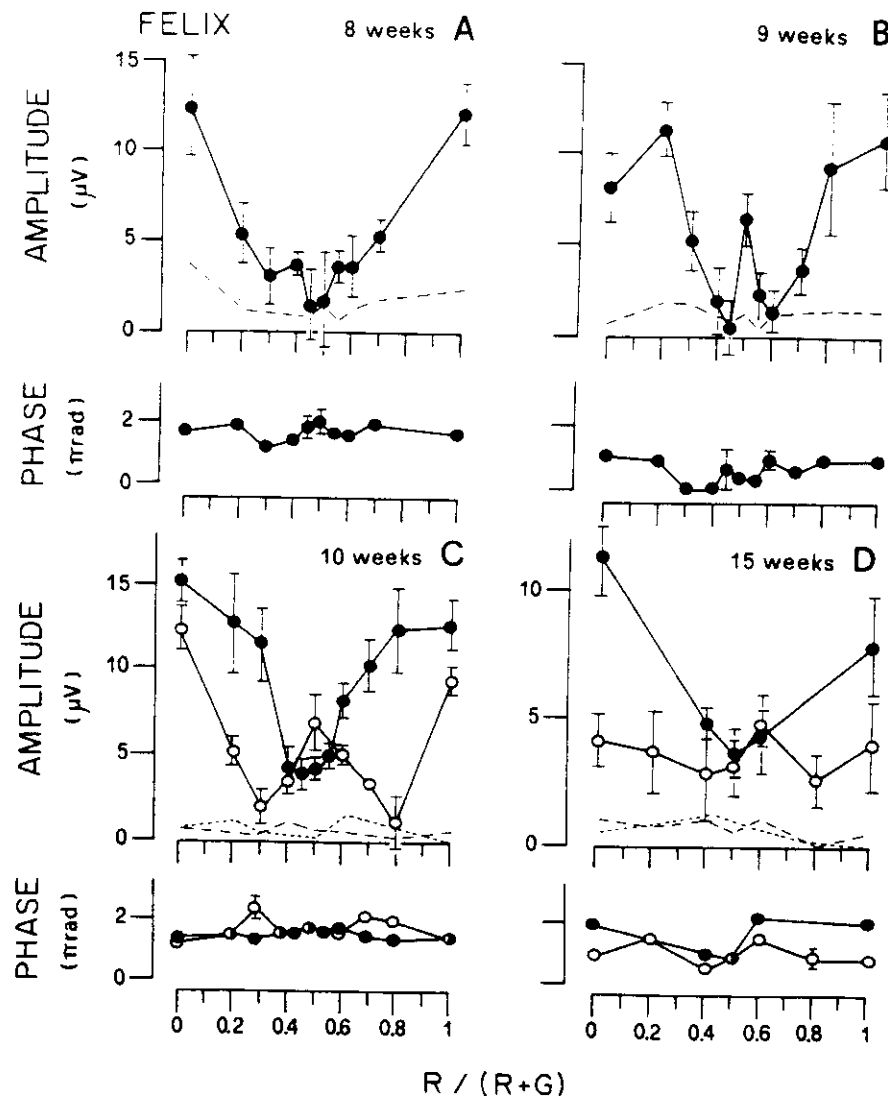 FELIX
8 weeks A
9 weeks B
AMPLITUDE
(μV)
15
10
5
0
PHASE
(πrad)
2
0
10 weeks C
15 weeks D
AMPLITUDE
(μV)
15
10
5
0
10
5
0
PHASE
(πrad)
2
0
0 0.2 0.4 0.6 0.8 1
0 0.2 0.4 0.6 0.8 1
R / (R+G)